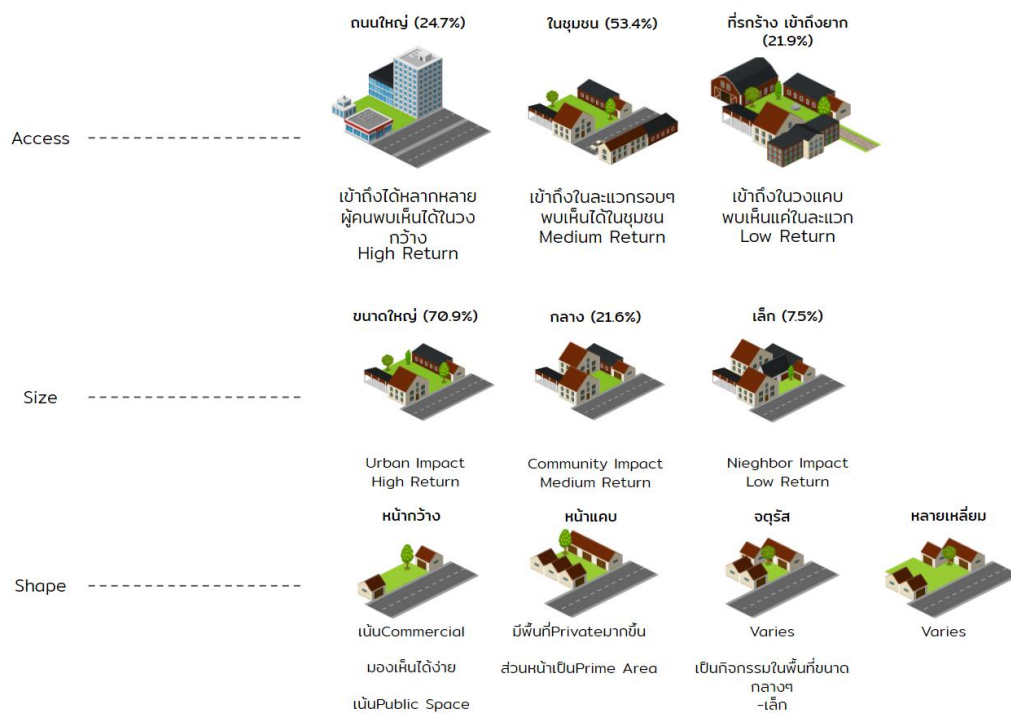 ถนนใหญ่ (24.7%)
ในชุมชน (53.4%)
ที่รกร้าง เข้าถึงยาก
(21.9%)
Access
เข้าถึงได้หลากหลาย
ผู้คนพบเห็นได้ในวง
กว้าง
High Return
เข้าถึงในละแวกรอบๆ
พบเห็นได้ในชุมชน
Medium Return
เข้าถึงในวงแคบ
พบเห็นแค่ในละแวก
Low Return
ขนาดใหญ่ (70.9%)
กลาง (21.6%)
เล็ก (7.5%)
Size
Urban Impact
High Return
Community Impact
Medium Return
Nieghbor Impact
Low Return
หน้ากว้าง
หน้าแคบ
จตุรัส
หลายเหลี่ยม
Shape
เน้นCommercial
มองเห็นได้ง่าย
เน้นPublic Space
มีพื้นที่Privateมากขึ้น
ส่วนหน้าเป็นPrime Area
Varies
เป็นกิจกรรมในพื้นที่ขนาด
กลางๆ
-เล็ก
Varies